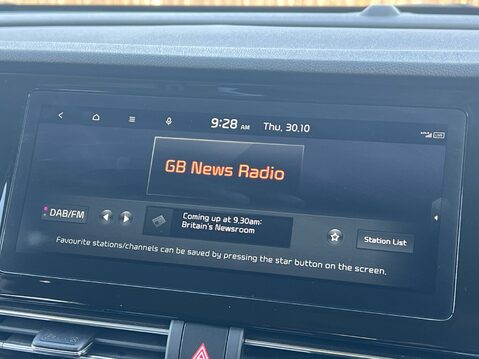 9:28 AM Thu, 30.10
LIVE
GB News Radio
DAB/FM
Coming up at 9.30am:
Britain's Newsroom
Station List
Favourite stations/channels can be saved by pressing the star button on the screen.